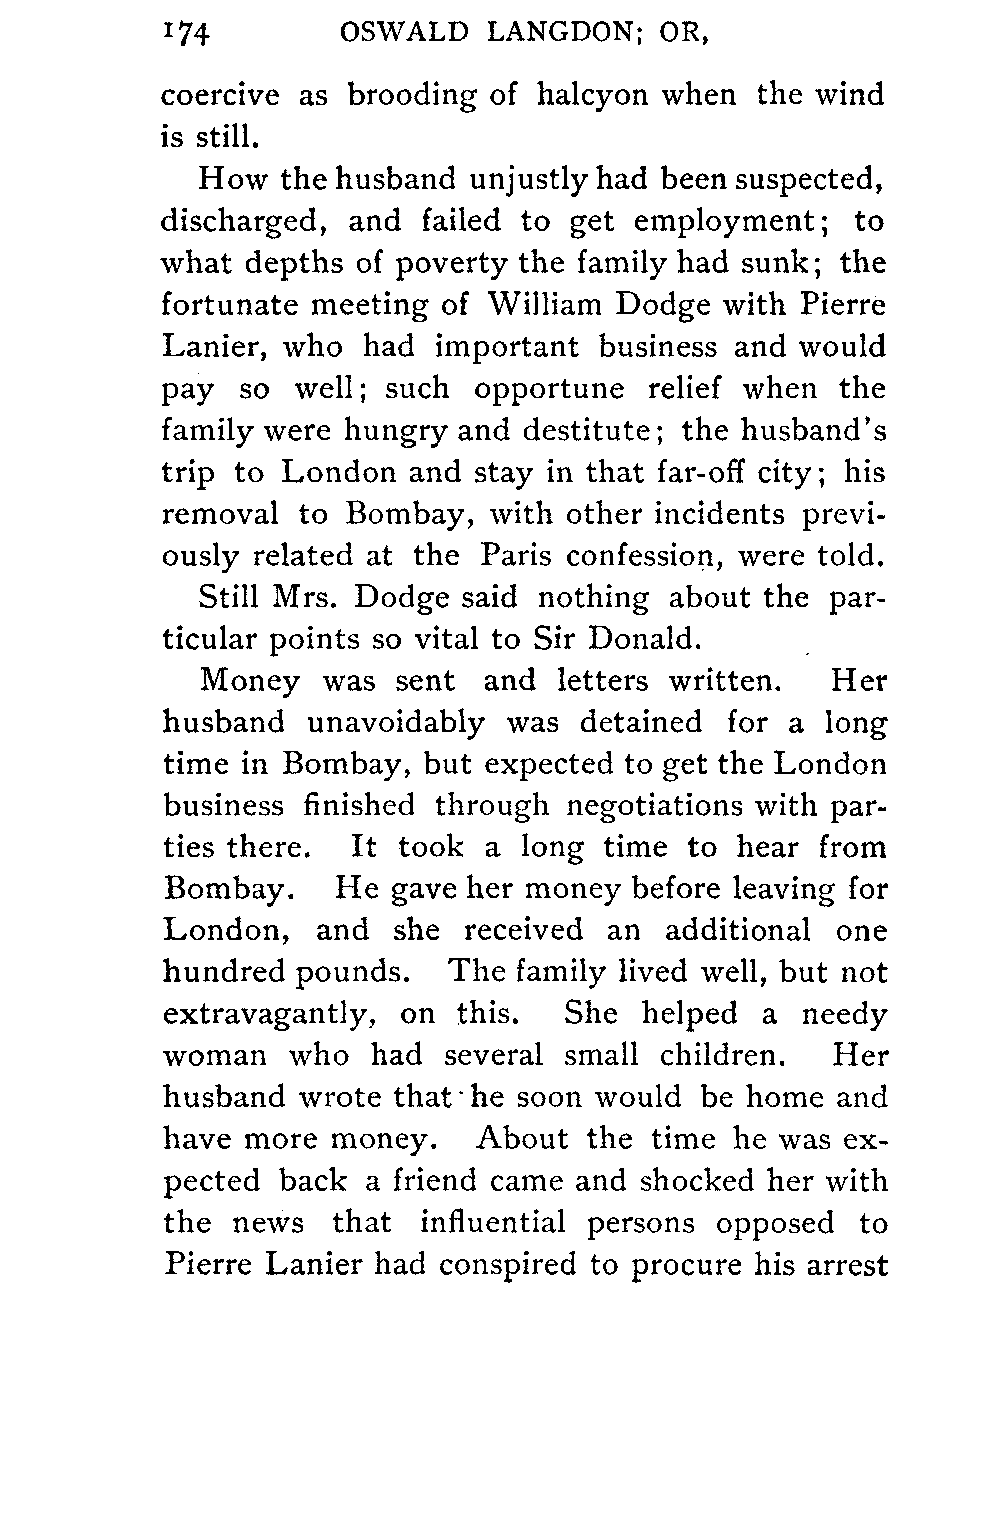 174 OSWALD LANGDON; OR,
coercive as brooding of halcyon when the wind
is still.
How the husband unjustly had been suspected,
discharged, and failed to get employment; to
what depths of poverty the family had sunk; the
fortunate meeting of William Dodge with Pierre
Lanier, who had important business and would
pay so well; such opportune relief when the
family were hungry and destitute; the husband's
trip to London and stay in that far-off city; his
removal to Bombay, with other incidents previ-
ously related at the Paris confession, were told.
Still Mrs. Dodge said nothing about the par-
ticular points so vital to Sir Donald.
Money was sent and letters written. Her
husband unavoidably was detained for a long
time in Bombay, but expected to get the London
business finished through negotiations with par-
ties there. It took a long time to hear from
Bombay. He gave her money before leaving for
London, and she received an additional one
hundred pounds. The family lived well, but not
extravagantly, on this. She helped a needy
woman who had several small children. Her
husband wrote that he soon would be home and
have more money. About the time he was ex-
pected back a friend came and shocked her with
the news that influential persons opposed to
Pierre Lanier had conspired to procure his arrest